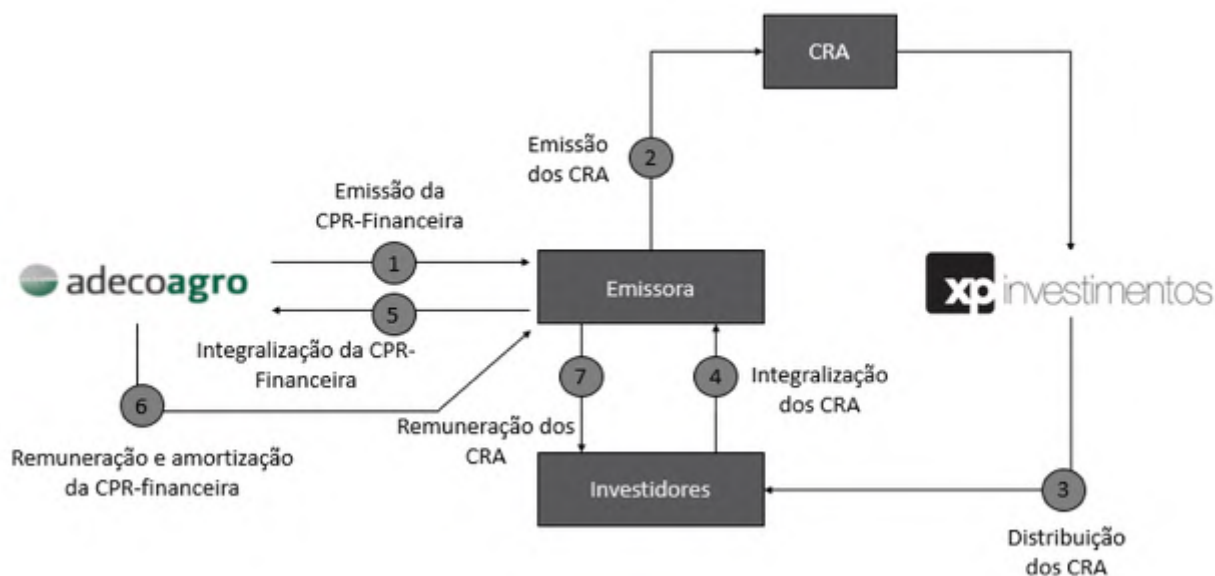 CRA
Emissão
dos CRA
2
Emissão da
CPR-Financeira
1
adecoagro
Emissora
xp investimentos
5
Integralização da CPR-
Financeira
7
4
Integralização
dos CRA
6
Remuneração dos
CRA
Remuneração e amortização
da CPR-financeira
Investidores
3
Distribuição
dos CRA